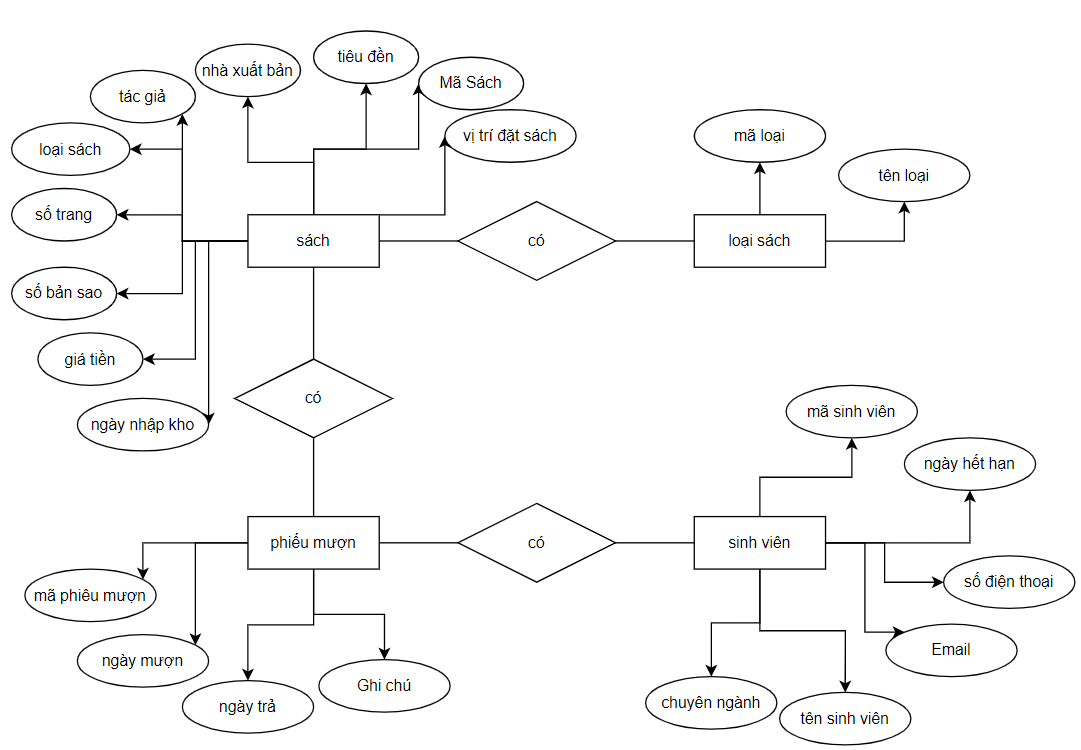 tiêu đền
nhà xuất bản
Mã Sách
tác giả
vị trí đặt sách
mã loại
loại sách
tên loại
số trang
sách
có
loại sách
số bản sao
giá tiền
có
ngày nhập kho
mã sinh viên
ngày hết hạn
phiếu mượn
có
sinh viên
số điện thoại
mã phiêu mượn
ngày mượn
Email
Ghi chú
ngày trả
chuyên ngành
tên sinh viên